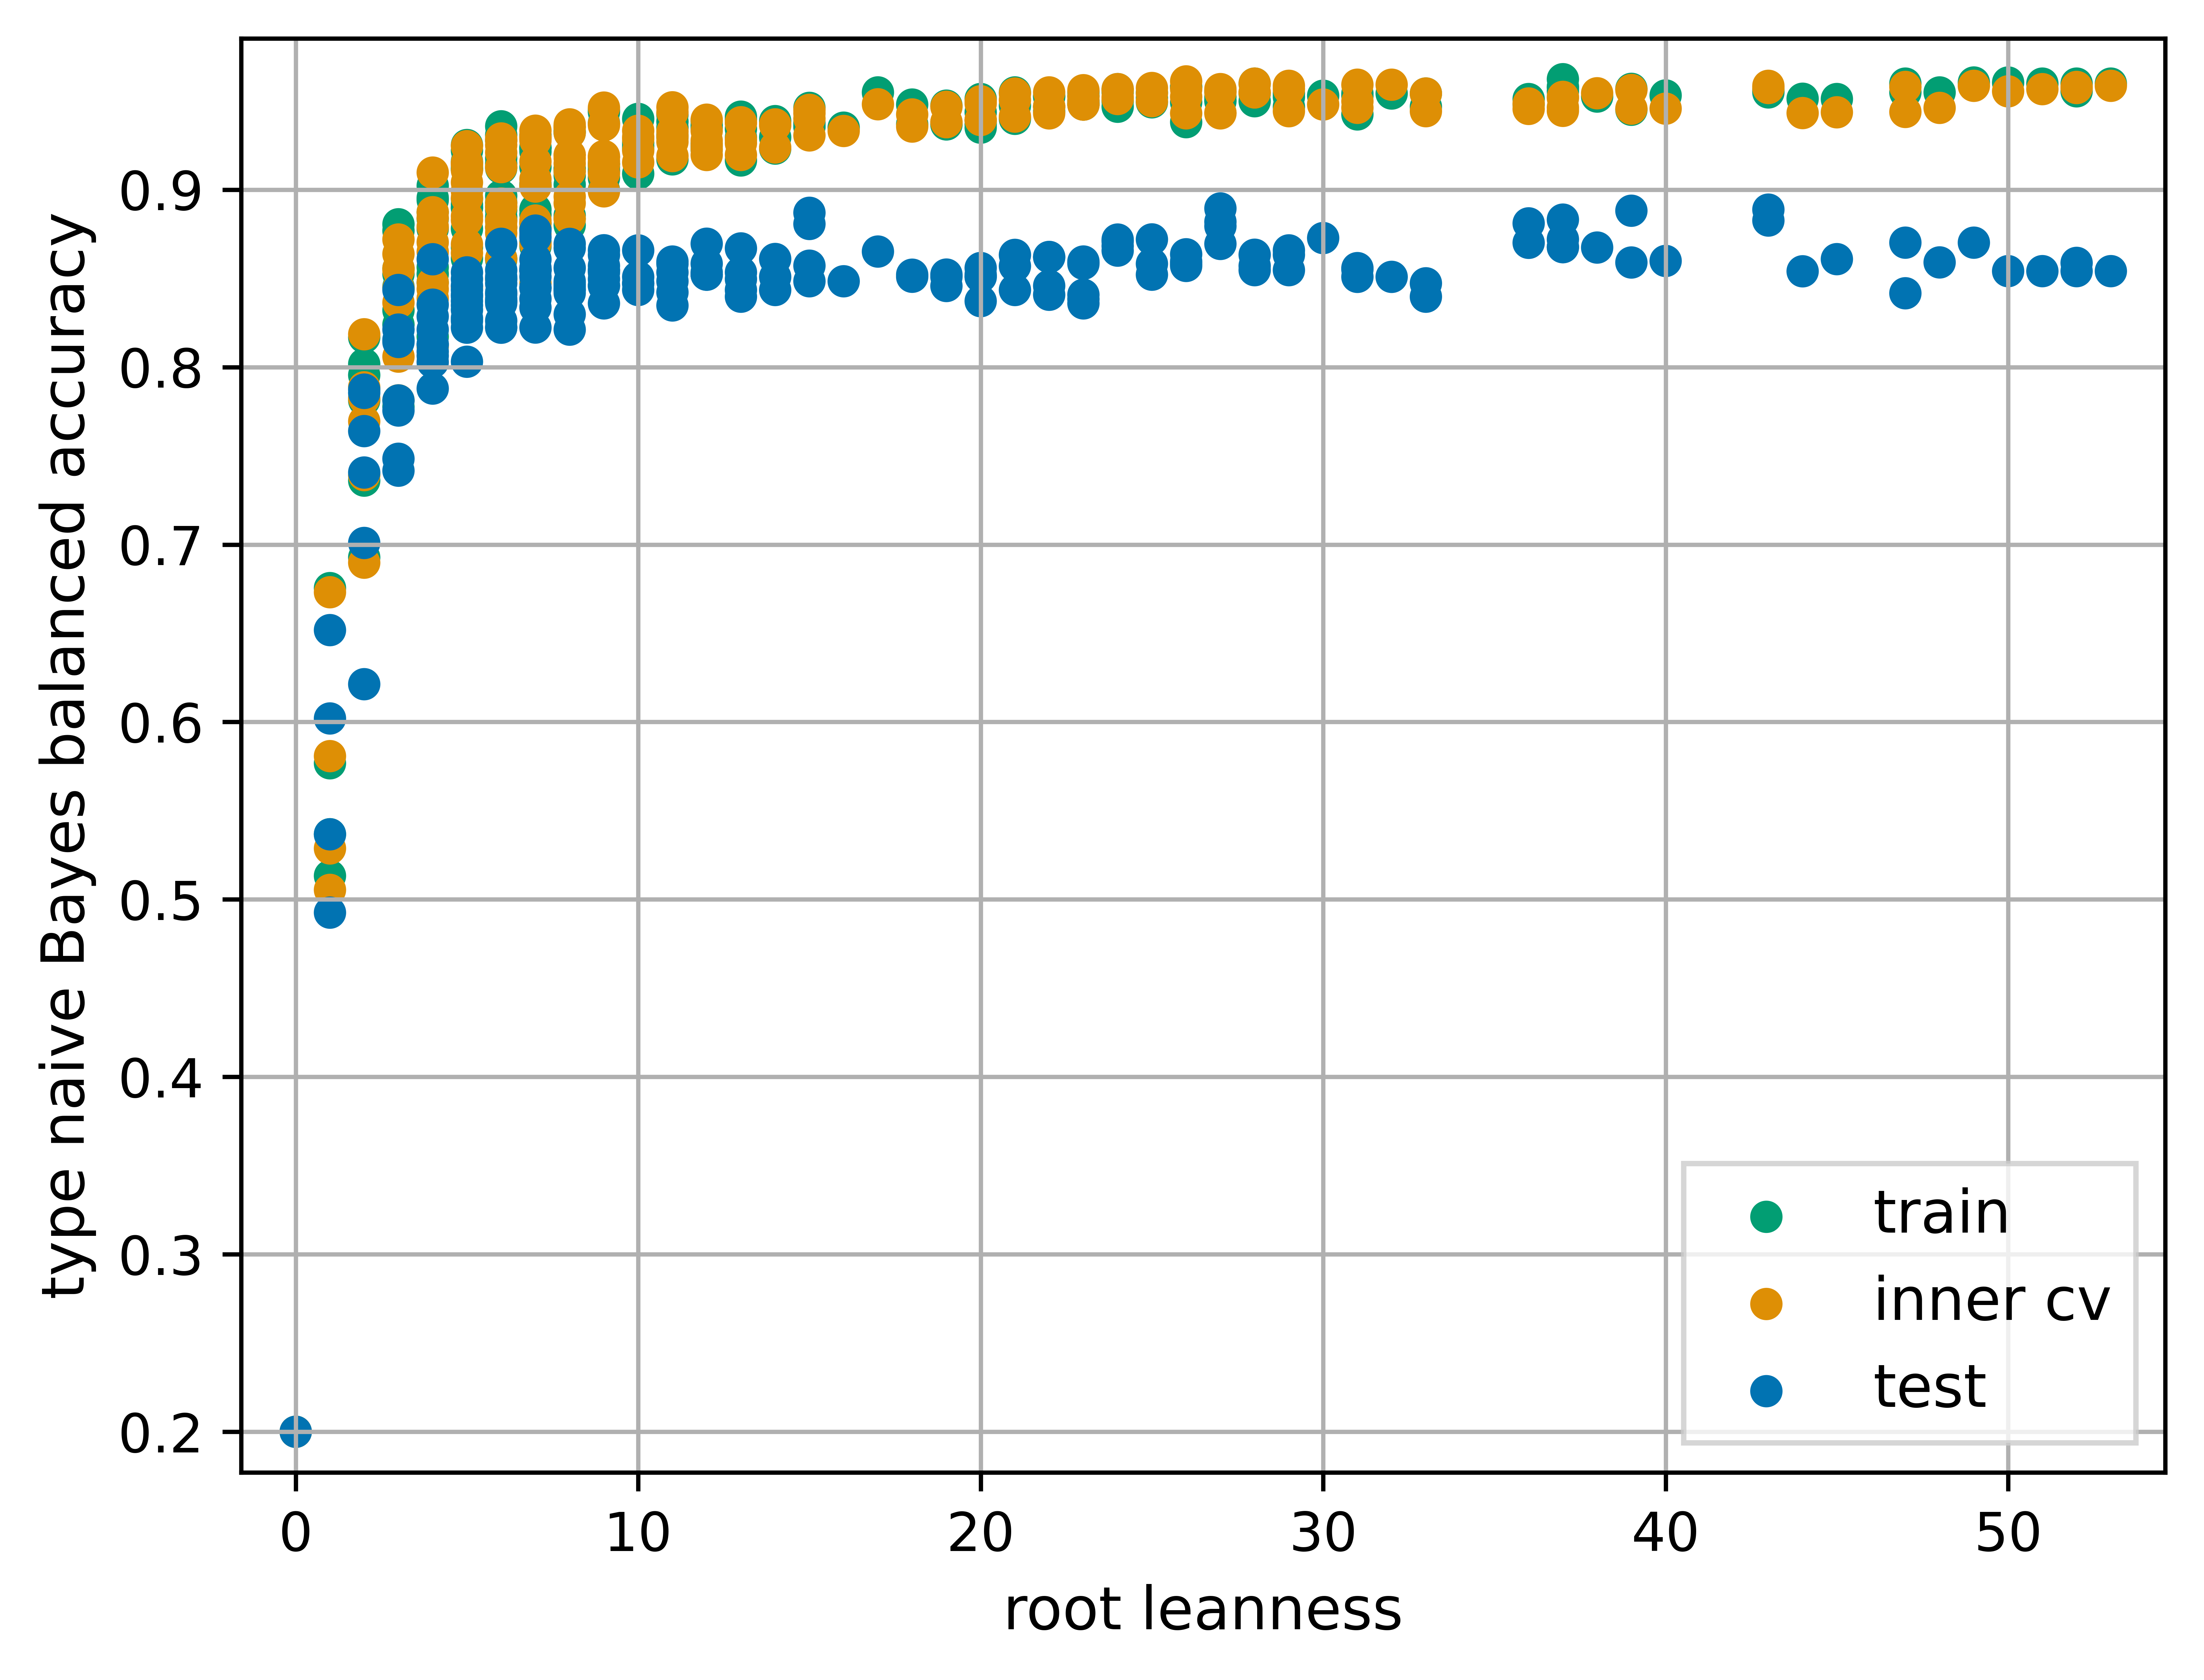 type naive Bayes balanced accuracy
0.9
0.8
0.7
0.6
0.5
0.4
0.3
0.2
train
inner cv
test
0 10 20 30 40 50
root leanness